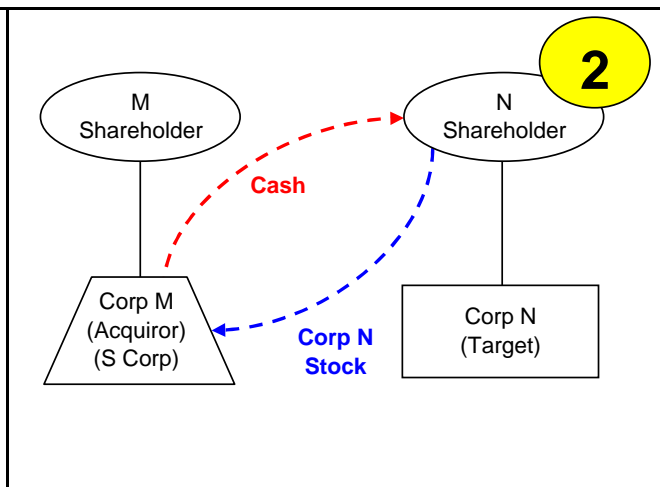 2
M
Shareholder
N
Shareholder
Cash
Corp M
(Acquiror)
(S Corp)
Corp N
Stock
Corp N
(Target)